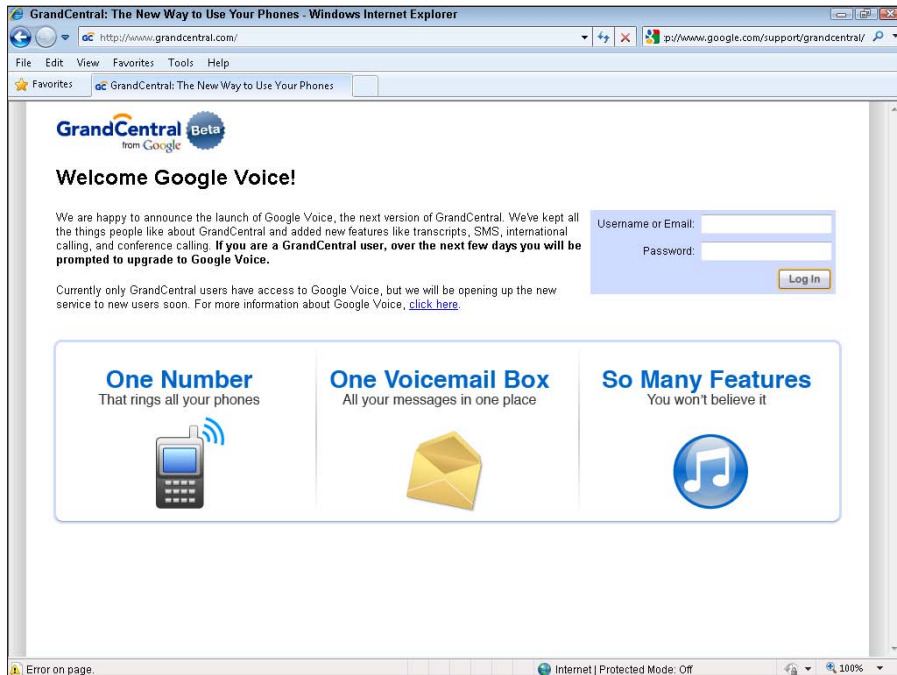 GrandCentral: The New Way to Use Your Phones - Windows Internet Explorer
GC http://www.grandcentral.com/
p://www.google.com/support/grandcentral/
File Edit View Favorites Tools Help
Favorites
GC GrandCentral: The New Way to Use Your Phones
GrandCentral Beta
from Google
Welcome Google Voice!
We are happy to announce the launch of Google Voice, the next version of GrandCentral. We've kept all
the things people like about GrandCentral and added new features like transcripts, SMS, international
calling, and conference calling. If you are a GrandCentral user, over the next few days you will be
prompted to upgrade to Google Voice.
Currently only GrandCentral users have access to Google Voice, but we will be opening up the new
service to new users soon. For more information about Google Voice, click here.
Username or Email:
Password:
Log In
One Number
That rings all your phones
One Voicemail Box
All your messages in one place
So Many Features
You won't believe it
Error on page.
Internet | Protected Mode: Off
100%